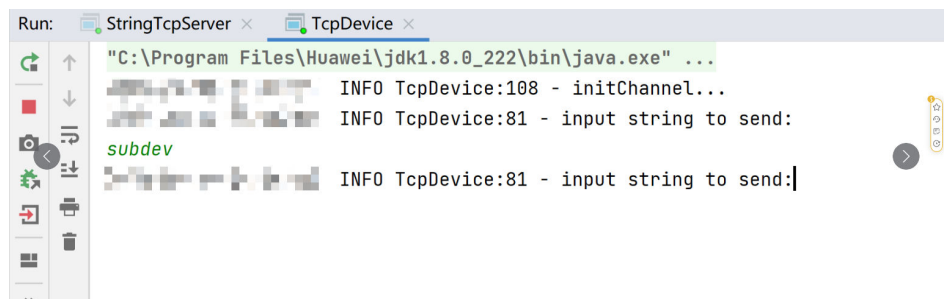 Run: StringTcpServer × TcpDevice ×
"C:\Program Files\Huawei\jdk1.8.0_222\bin\java.exe" ...
INFO TcpDevice:108 - initChannel...
INFO TcpDevice:81 - input string to send:
subdev
INFO TcpDevice:81 - input string to send: